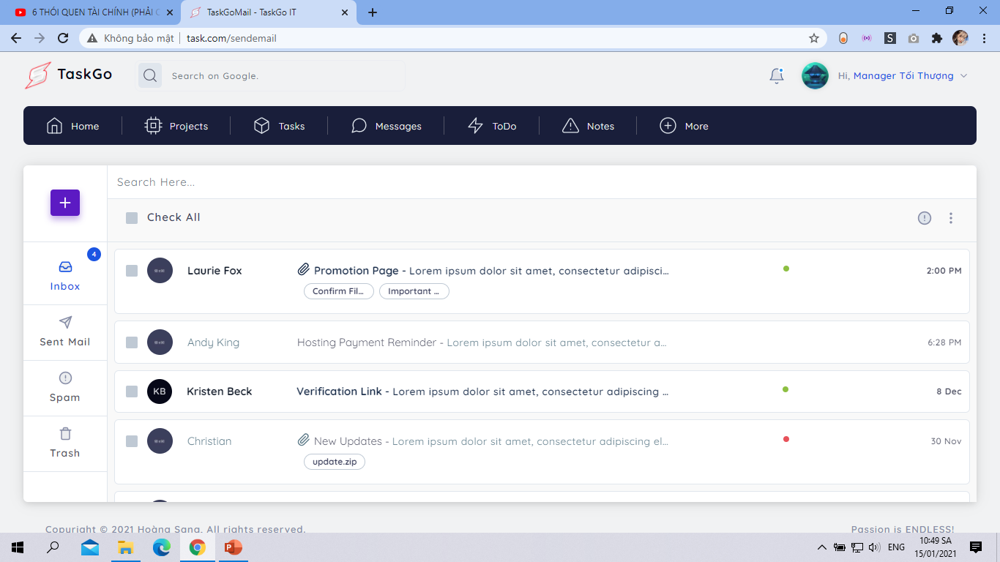 6 THÓI QUEN TÀI CHÍNH (PHẢI C
TaskGoMail - TaskGo IT
Không bảo mật
task.com/sendemail
TaskGo
Search on Google.
Hi, Manager Tối Thượng
Home
Projects
Tasks
Messages
ToDo
Notes
More
Search Here...
Check All
4
Inbox
Sent Mail
Spam
Trash
Laurie Fox
Promotion Page - Lorem ipsum dolor sit amet, consectetur adipisci...
2:00 PM
Confirm Fil...
Important ...
Andy King
Hosting Payment Reminder - Lorem ipsum dolor sit amet, consectetur a...
6:28 PM
KB
Kristen Beck
Verification Link - Lorem ipsum dolor sit amet, consectetur adipiscing ...
8 Dec
Christian
New Updates - Lorem ipsum dolor sit amet, consectetur adipiscing el...
30 Nov
update.zip
Copyright © 2021 Hoàng Sang, All rights reserved.
Passion is ENDLESS!
ENG
10:49 SA
15/01/2021